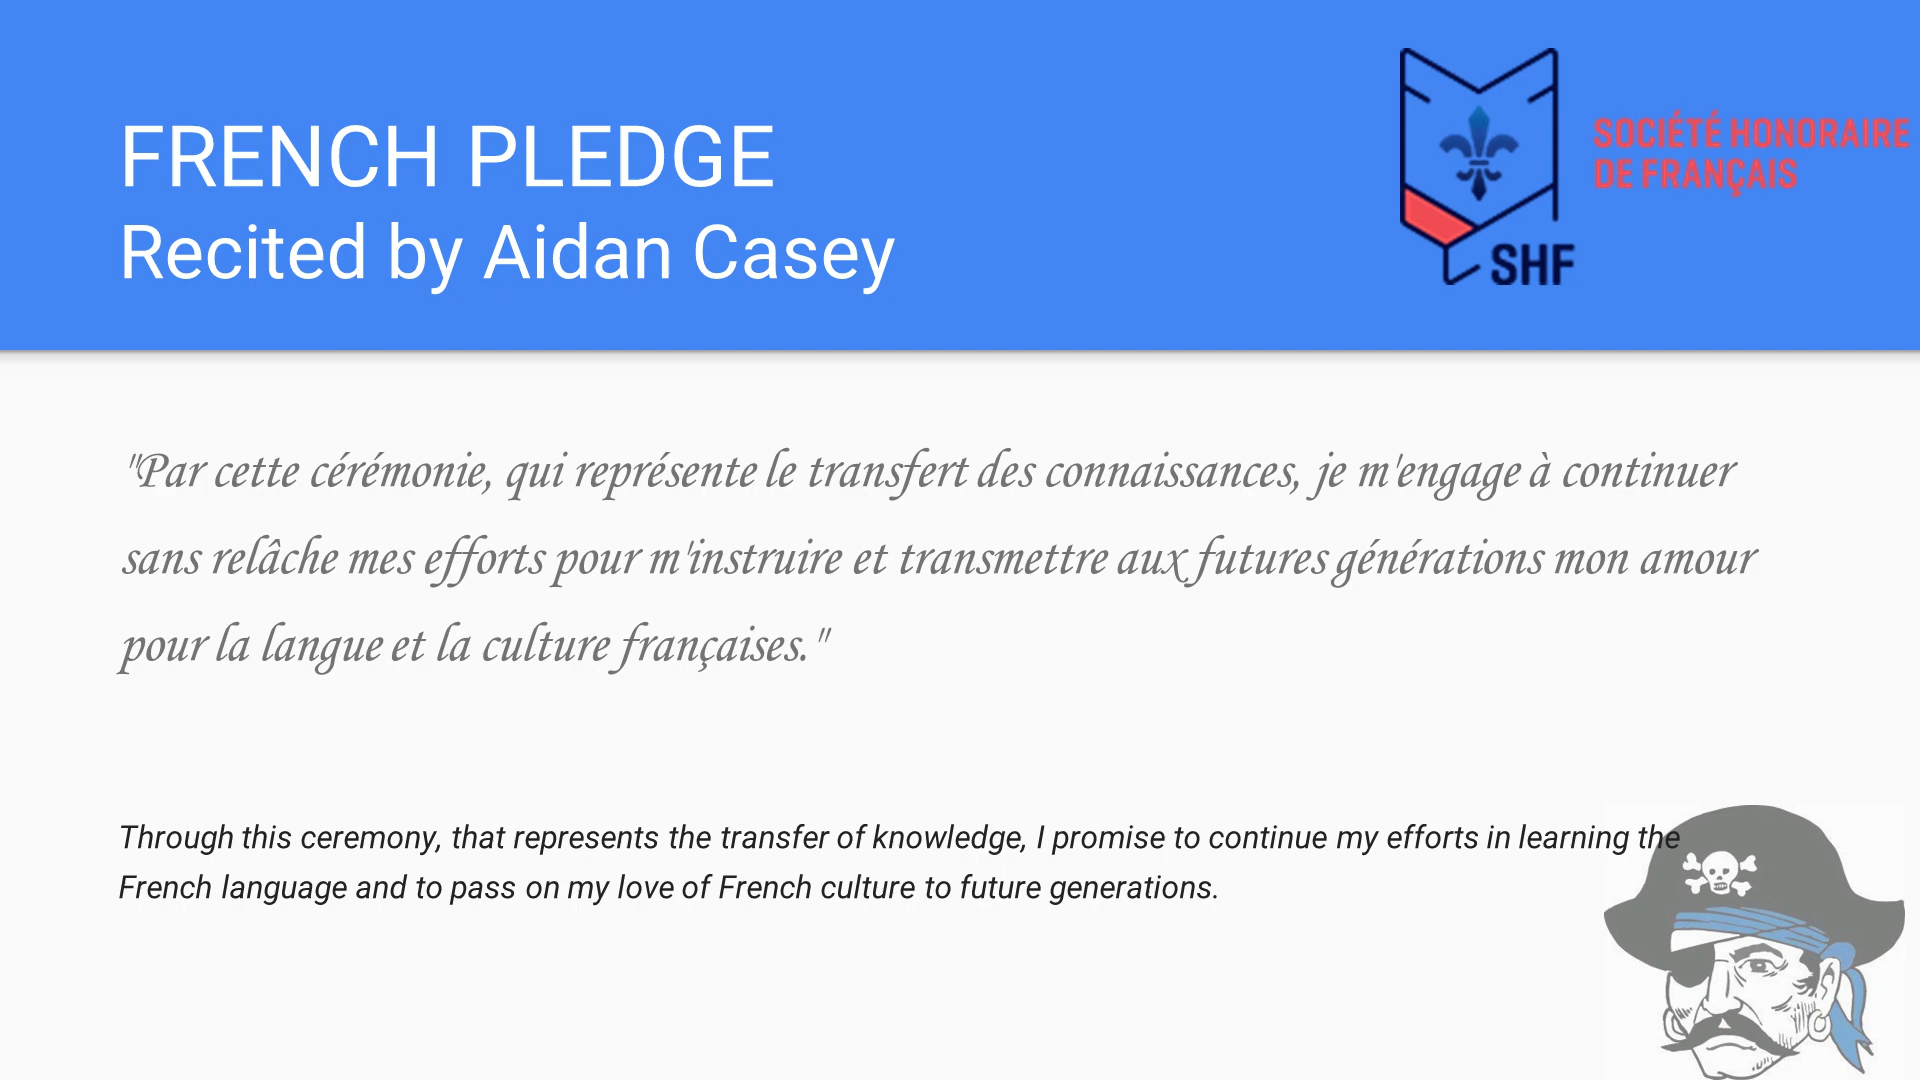 FRENCH PLEDGE
Recited by Aidan Casey
SOCIÉTÉ HONORAIRE
DE FRANÇAIS
SHF
"Par cette cérémonie, qui représente le transfert des connaissances, je m'engage à continuer
sans relâche mes efforts pour m'instruire et transmettre aux futures générations mon amour
pour la langue et la culture françaises."
Through this ceremony, that represents the transfer of knowledge, I promise to continue my efforts in learning the
French language and to pass on my love of French culture to future generations.